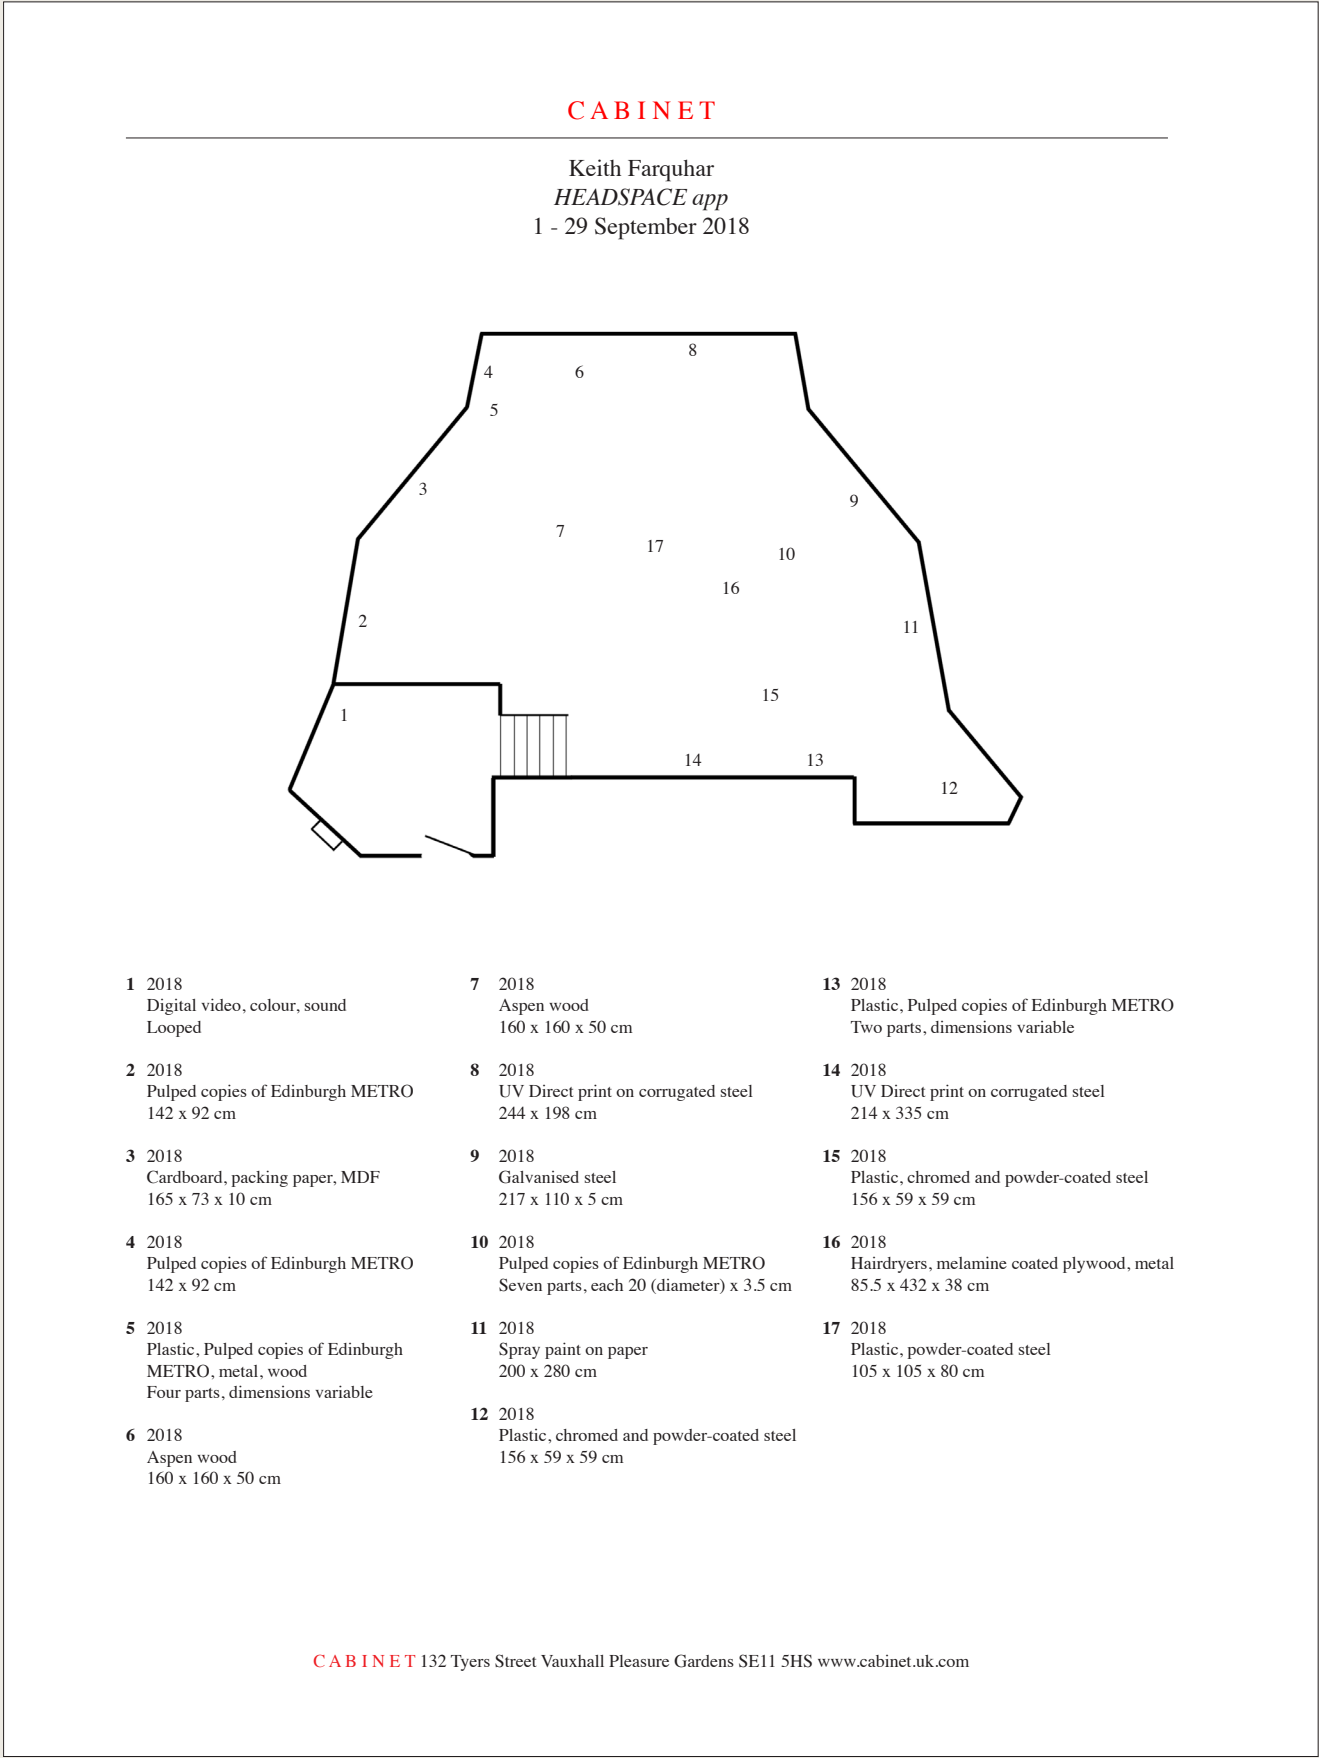 CABINET
Keith Farquhar
HEADSPACE app
1 - 29 September 2018
8
4
6
5
3
9
7
17
10
16
2
11
15
1
14
13
12
1 2018
Digital video, colour, sound
Looped
2 2018
Pulped copies of Edinburgh METRO
142 x 92 cm
3 2018
Cardboard, packing paper, MDF
165 x 73 x 10 cm
4 2018
Pulped copies of Edinburgh METRO
142 x 92 cm
5 2018
Plastic, Pulped copies of Edinburgh
METRO, metal, wood
Four parts, dimensions variable
6 2018
Aspen wood
160 x 160 x 50 cm
7 2018
Aspen wood
160 x 160 x 50 cm
8 2018
UV Direct print on corrugated steel
244 x 198 cm
9 2018
Galvanised steel
217 x 110 x 5 cm
10 2018
Pulped copies of Edinburgh METRO
Seven parts, each 20 (diameter) x 3.5 cm
11 2018
Spray paint on paper
200 x 280 cm
12 2018
Plastic, chromed and powder-coated steel
156 x 59 x 59 cm
13 2018
Plastic, Pulped copies of Edinburgh METRO
Two parts, dimensions variable
14 2018
UV Direct print on corrugated steel
214 x 335 cm
15 2018
Plastic, chromed and powder-coated steel
156 x 59 x 59 cm
16 2018
Hairdryers, melamine coated plywood, metal
85.5 x 432 x 38 cm
17 2018
Plastic, powder-coated steel
105 x 105 x 80 cm
CABINET 132 Tyers Street Vauxhall Pleasure Gardens SE11 5HS www.cabinet.uk.com